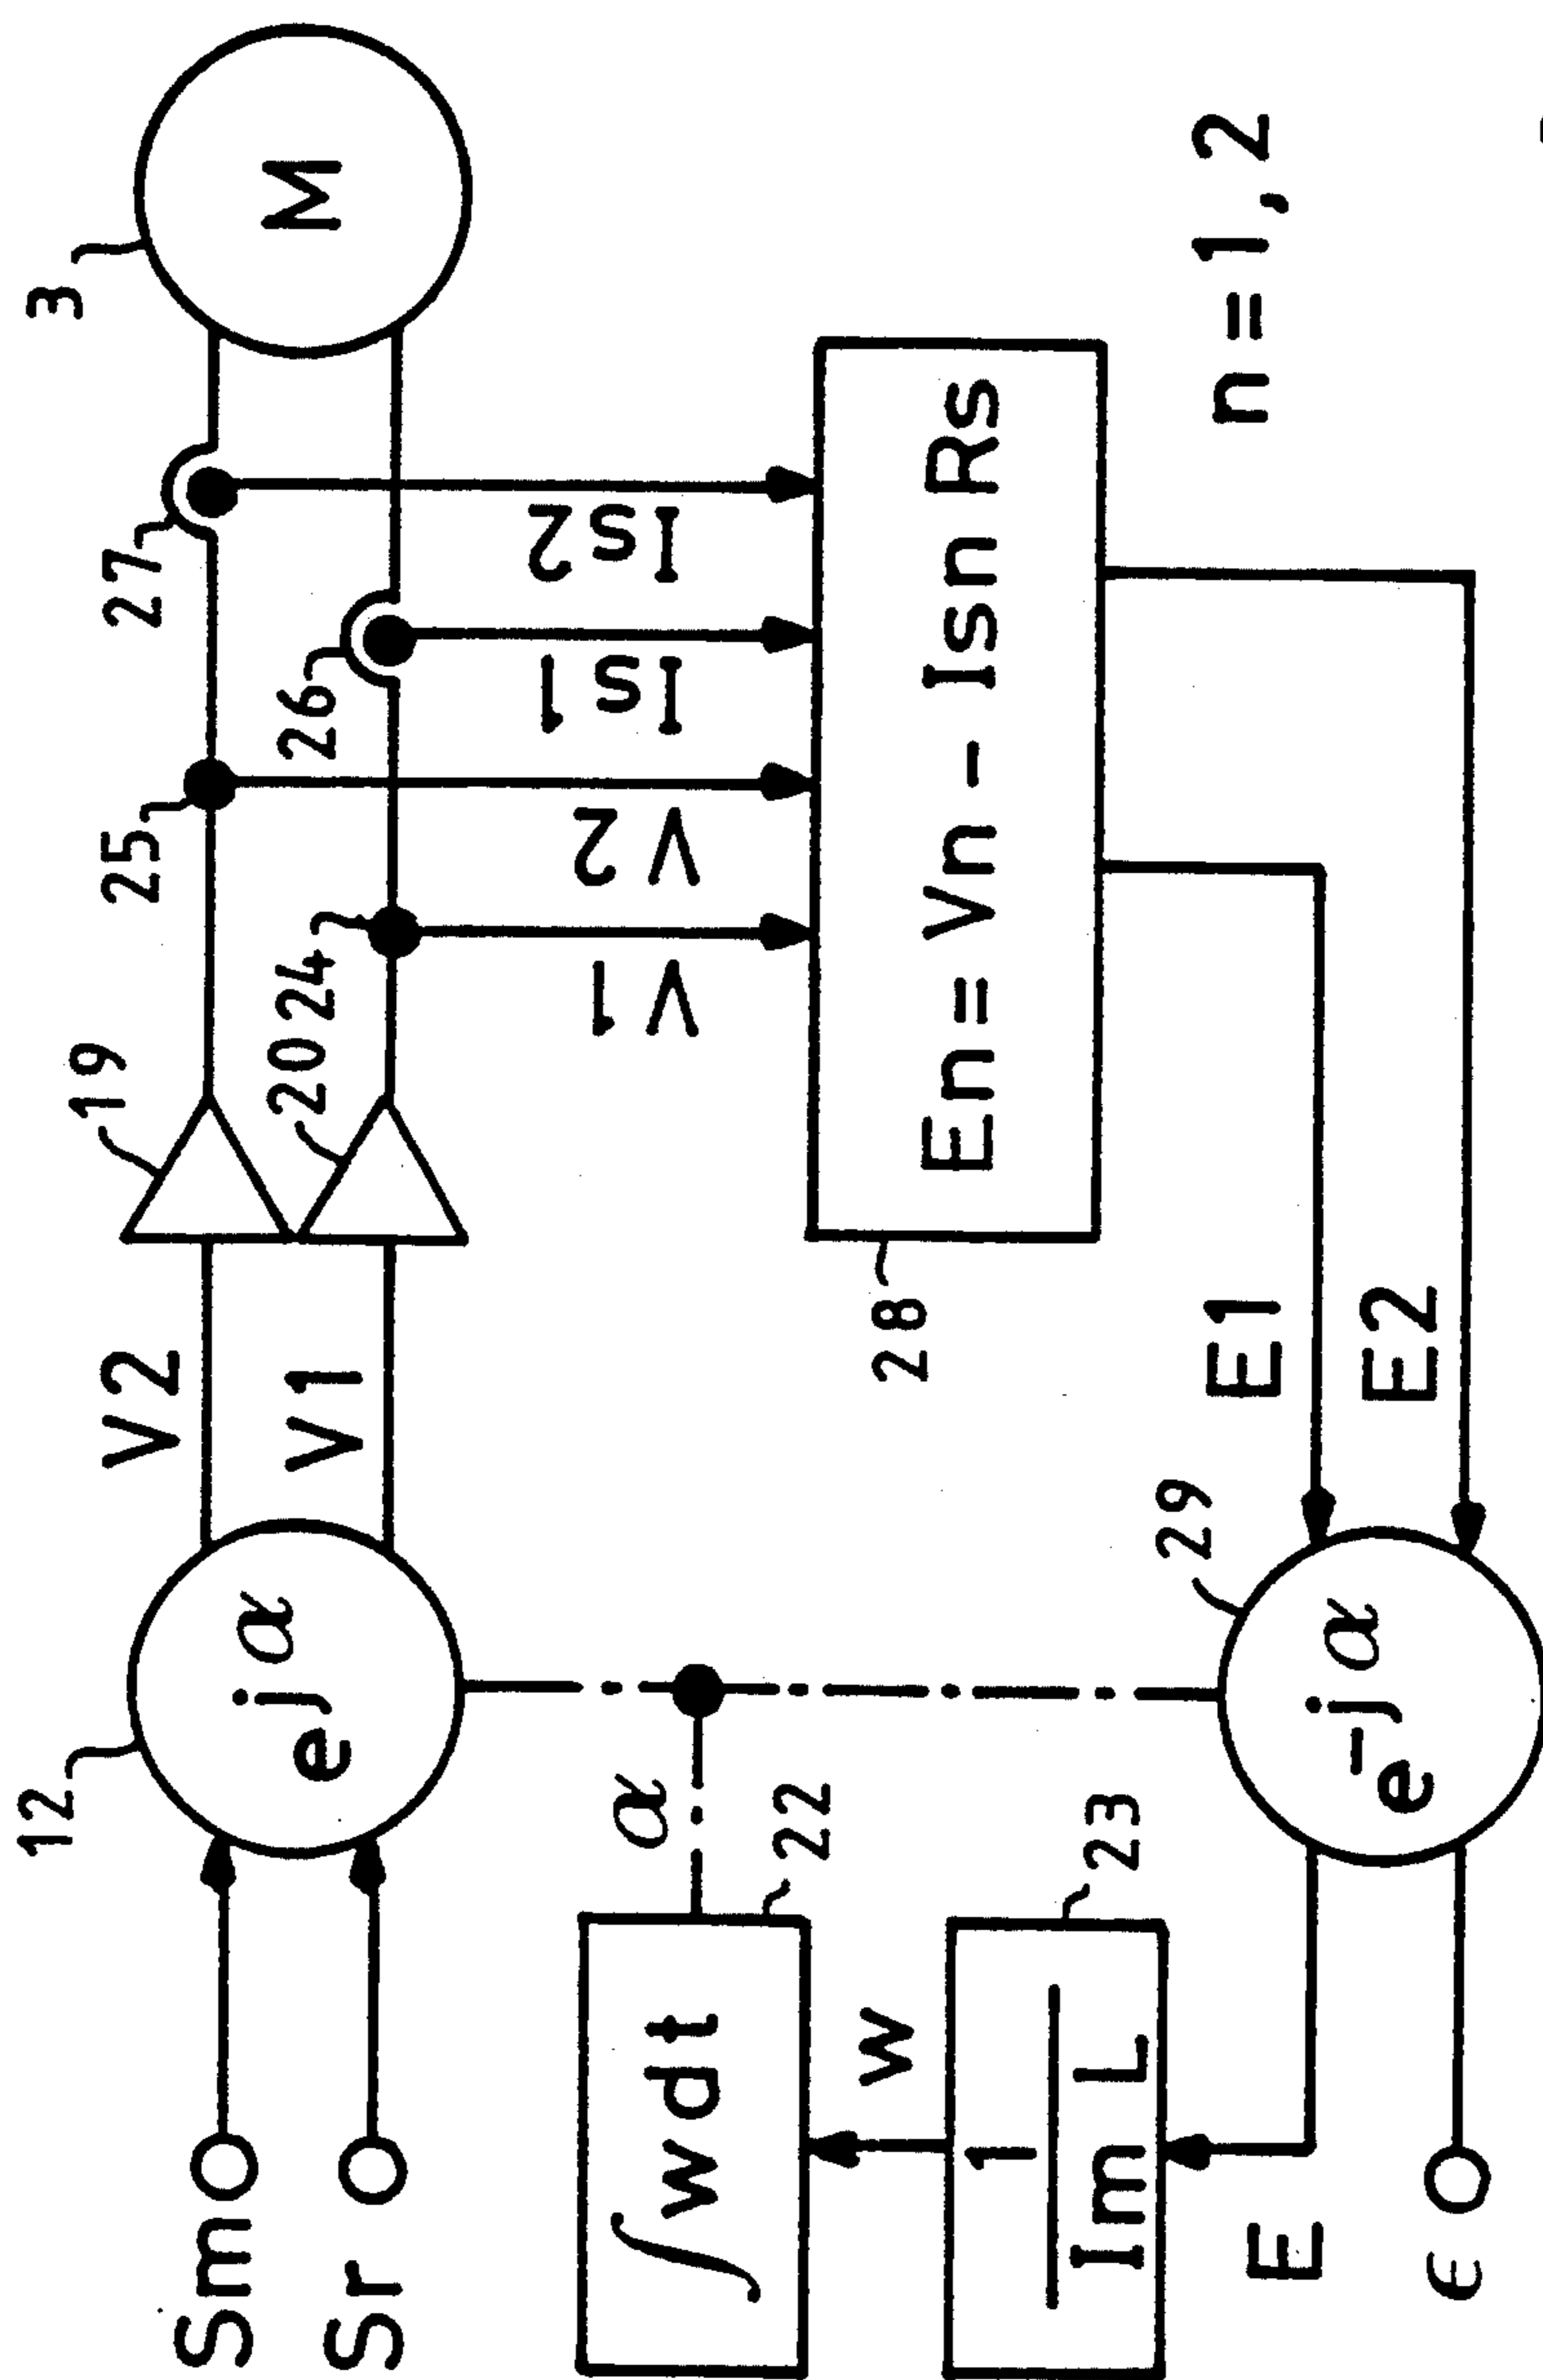 12
Sm
Sr
e^jα
V2
V1
19
20
24
25
26
27
3
M
V1
V2
Is1
Is2
α
22
∫wdt
w
23
1
Im L
28
En = Vn - Isn Rs
n = 1, 2
E1
E2
29
e^-jα
E
ε